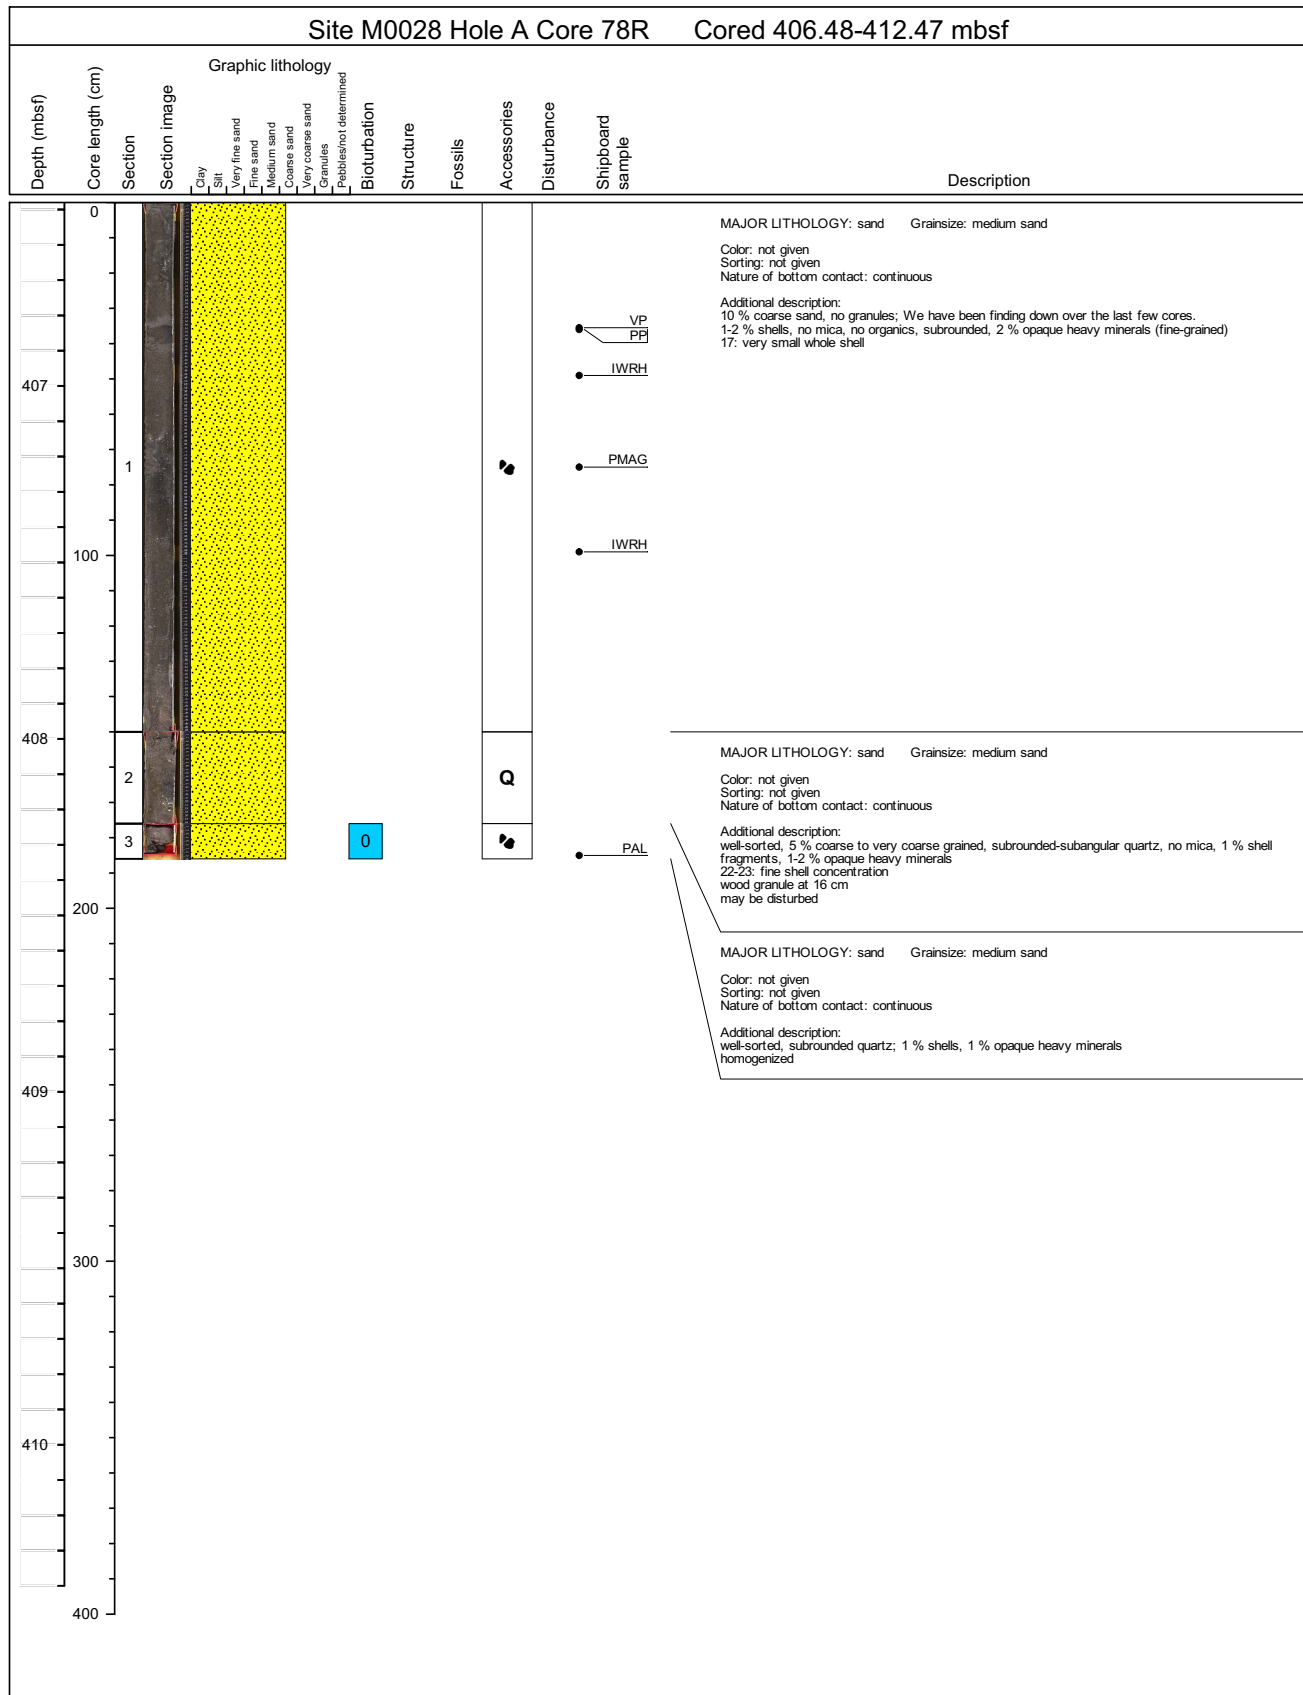 Site M0028 Hole A Core 78R Cored 406.48-412.47 mbsf
Depth (mbsf)
Core length (cm)
Section
Section image
Graphic lithology
Clay
Silt
Very fine sand
Fine sand
Medium sand
Coarse sand
Very coarse sand
Granules
Pebbles/not determined
Bioturbation
Structure
Fossils
Accessories
Disturbance
Shipboard
sample
Description
0
MAJOR LITHOLOGY: sand Grainsize: medium sand
Color: not given
Sorting: not given
Nature of bottom contact: continuous
Additional description:
10 % coarse sand, no granules; We have been finding down over the last few cores.
1-2 % shells, no mica, no organics, subrounded, 2 % opaque heavy minerals (fine-grained)
17: very small whole shell
VP
PP
IWRH
407
1
PMAG
IWRH
100
408
2
Q
MAJOR LITHOLOGY: sand Grainsize: medium sand
Color: not given
Sorting: not given
Nature of bottom contact: continuous
Additional description:
well-sorted, 5 % coarse to very coarse grained, subrounded-subangular quartz, no mica, 1 % shell
fragments, 1-2 % opaque heavy minerals
22-23: fine shell concentration
wood granule at 16 cm
may be disturbed
3
0
PAL
200
MAJOR LITHOLOGY: sand Grainsize: medium sand
Color: not given
Sorting: not given
Nature of bottom contact: continuous
Additional description:
well-sorted, subrounded quartz; 1 % shells, 1 % opaque heavy minerals
homogenized
409
300
410
400